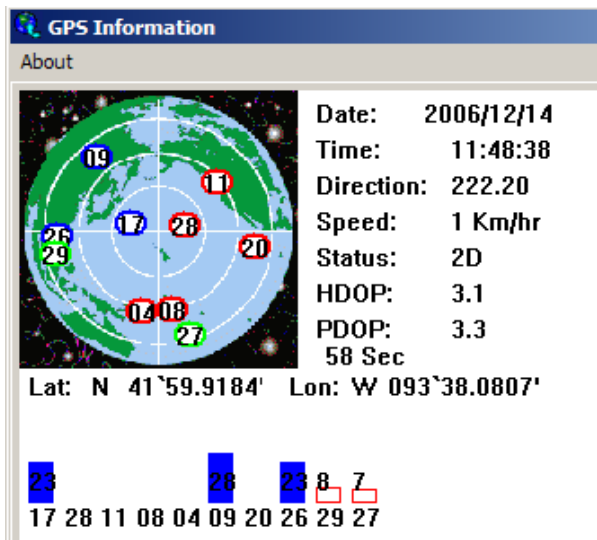 GPS Information
About
09
11
17
28
26
20
29
04 08
27
Date: 2006/12/14
Time: 11:48:38
Direction: 222.20
Speed: 1 Km/hr
Status: 2D
HDOP: 3.1
PDOP: 3.3
58 Sec
Lat: N 41`59.9184' Lon: W 093`38.0807'
23 28 23 8 7
17 28 11 08 04 09 20 26 29 27